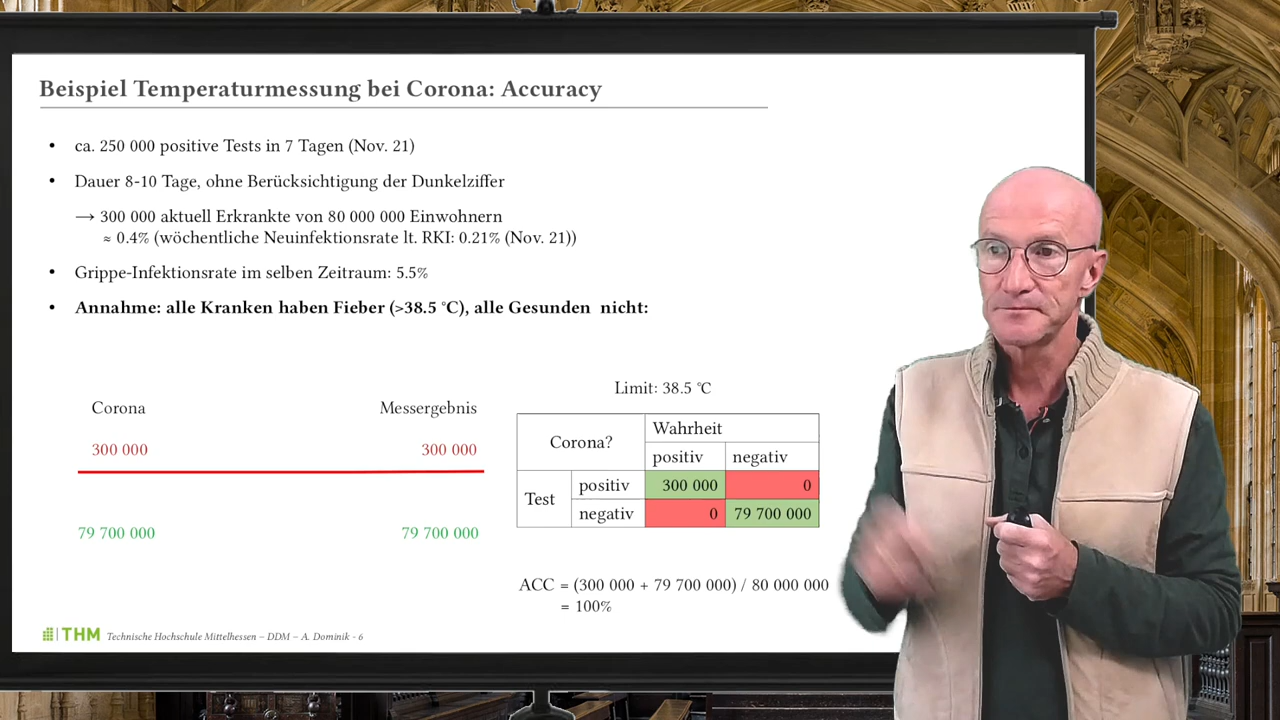 Beispiel Temperaturmessung bei Corona: Accuracy
• ca. 250 000 positive Tests in 7 Tagen (Nov. 21)
• Dauer 8-10 Tage, ohne Berücksichtigung der Dunkelziffer
→ 300 000 aktuell Erkrankte von 80 000 000 Einwohnern
≈ 0.4% (wöchentliche Neuinfektionsrate lt. RKI: 0.21% (Nov. 21))
• Grippe-Infektionsrate im selben Zeitraum: 5.5%
• Annahme: alle Kranken haben Fieber (>38.5 °C), alle Gesunden nicht:
Corona Messergebnis
300 000 300 000
79 700 000 79 700 000
Limit: 38.5 °C
Corona? Wahrheit
positiv negativ
Test positiv 300 000 0
negativ 0 79 700 000
ACC = (300 000 + 79 700 000) / 80 000 000
= 100%
THM Technische Hochschule Mittelhessen – DDM – A. Dominik - 6